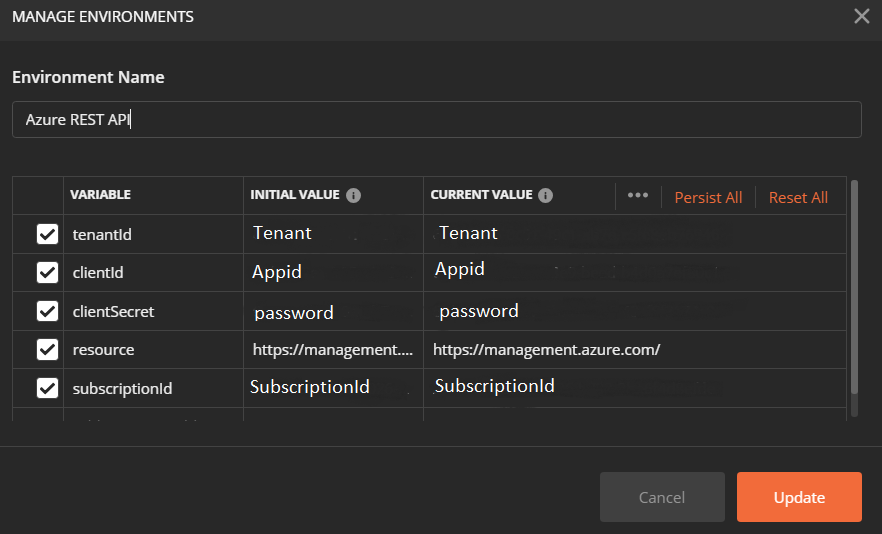 MANAGE ENVIRONMENTS
Environment Name
Azure REST API
VARIABLE INITIAL VALUE CURRENT VALUE Persist All Reset All
tenantId Tenant Tenant
clientId Appid Appid
clientSecret password password
resource https://management.... https://management.azure.com/
subscriptionId SubscriptionId SubscriptionId
Cancel Update